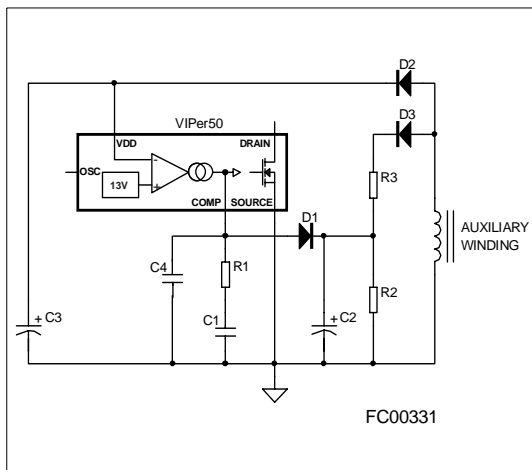 D2
VIPer50
D3
VDD
DRAIN
OSC
-
13V
+
COMP SOURCE
R3
D1
AUXILIARY
WINDING
C4
R1
R2
+ C3
C1
+ C2
FC00331